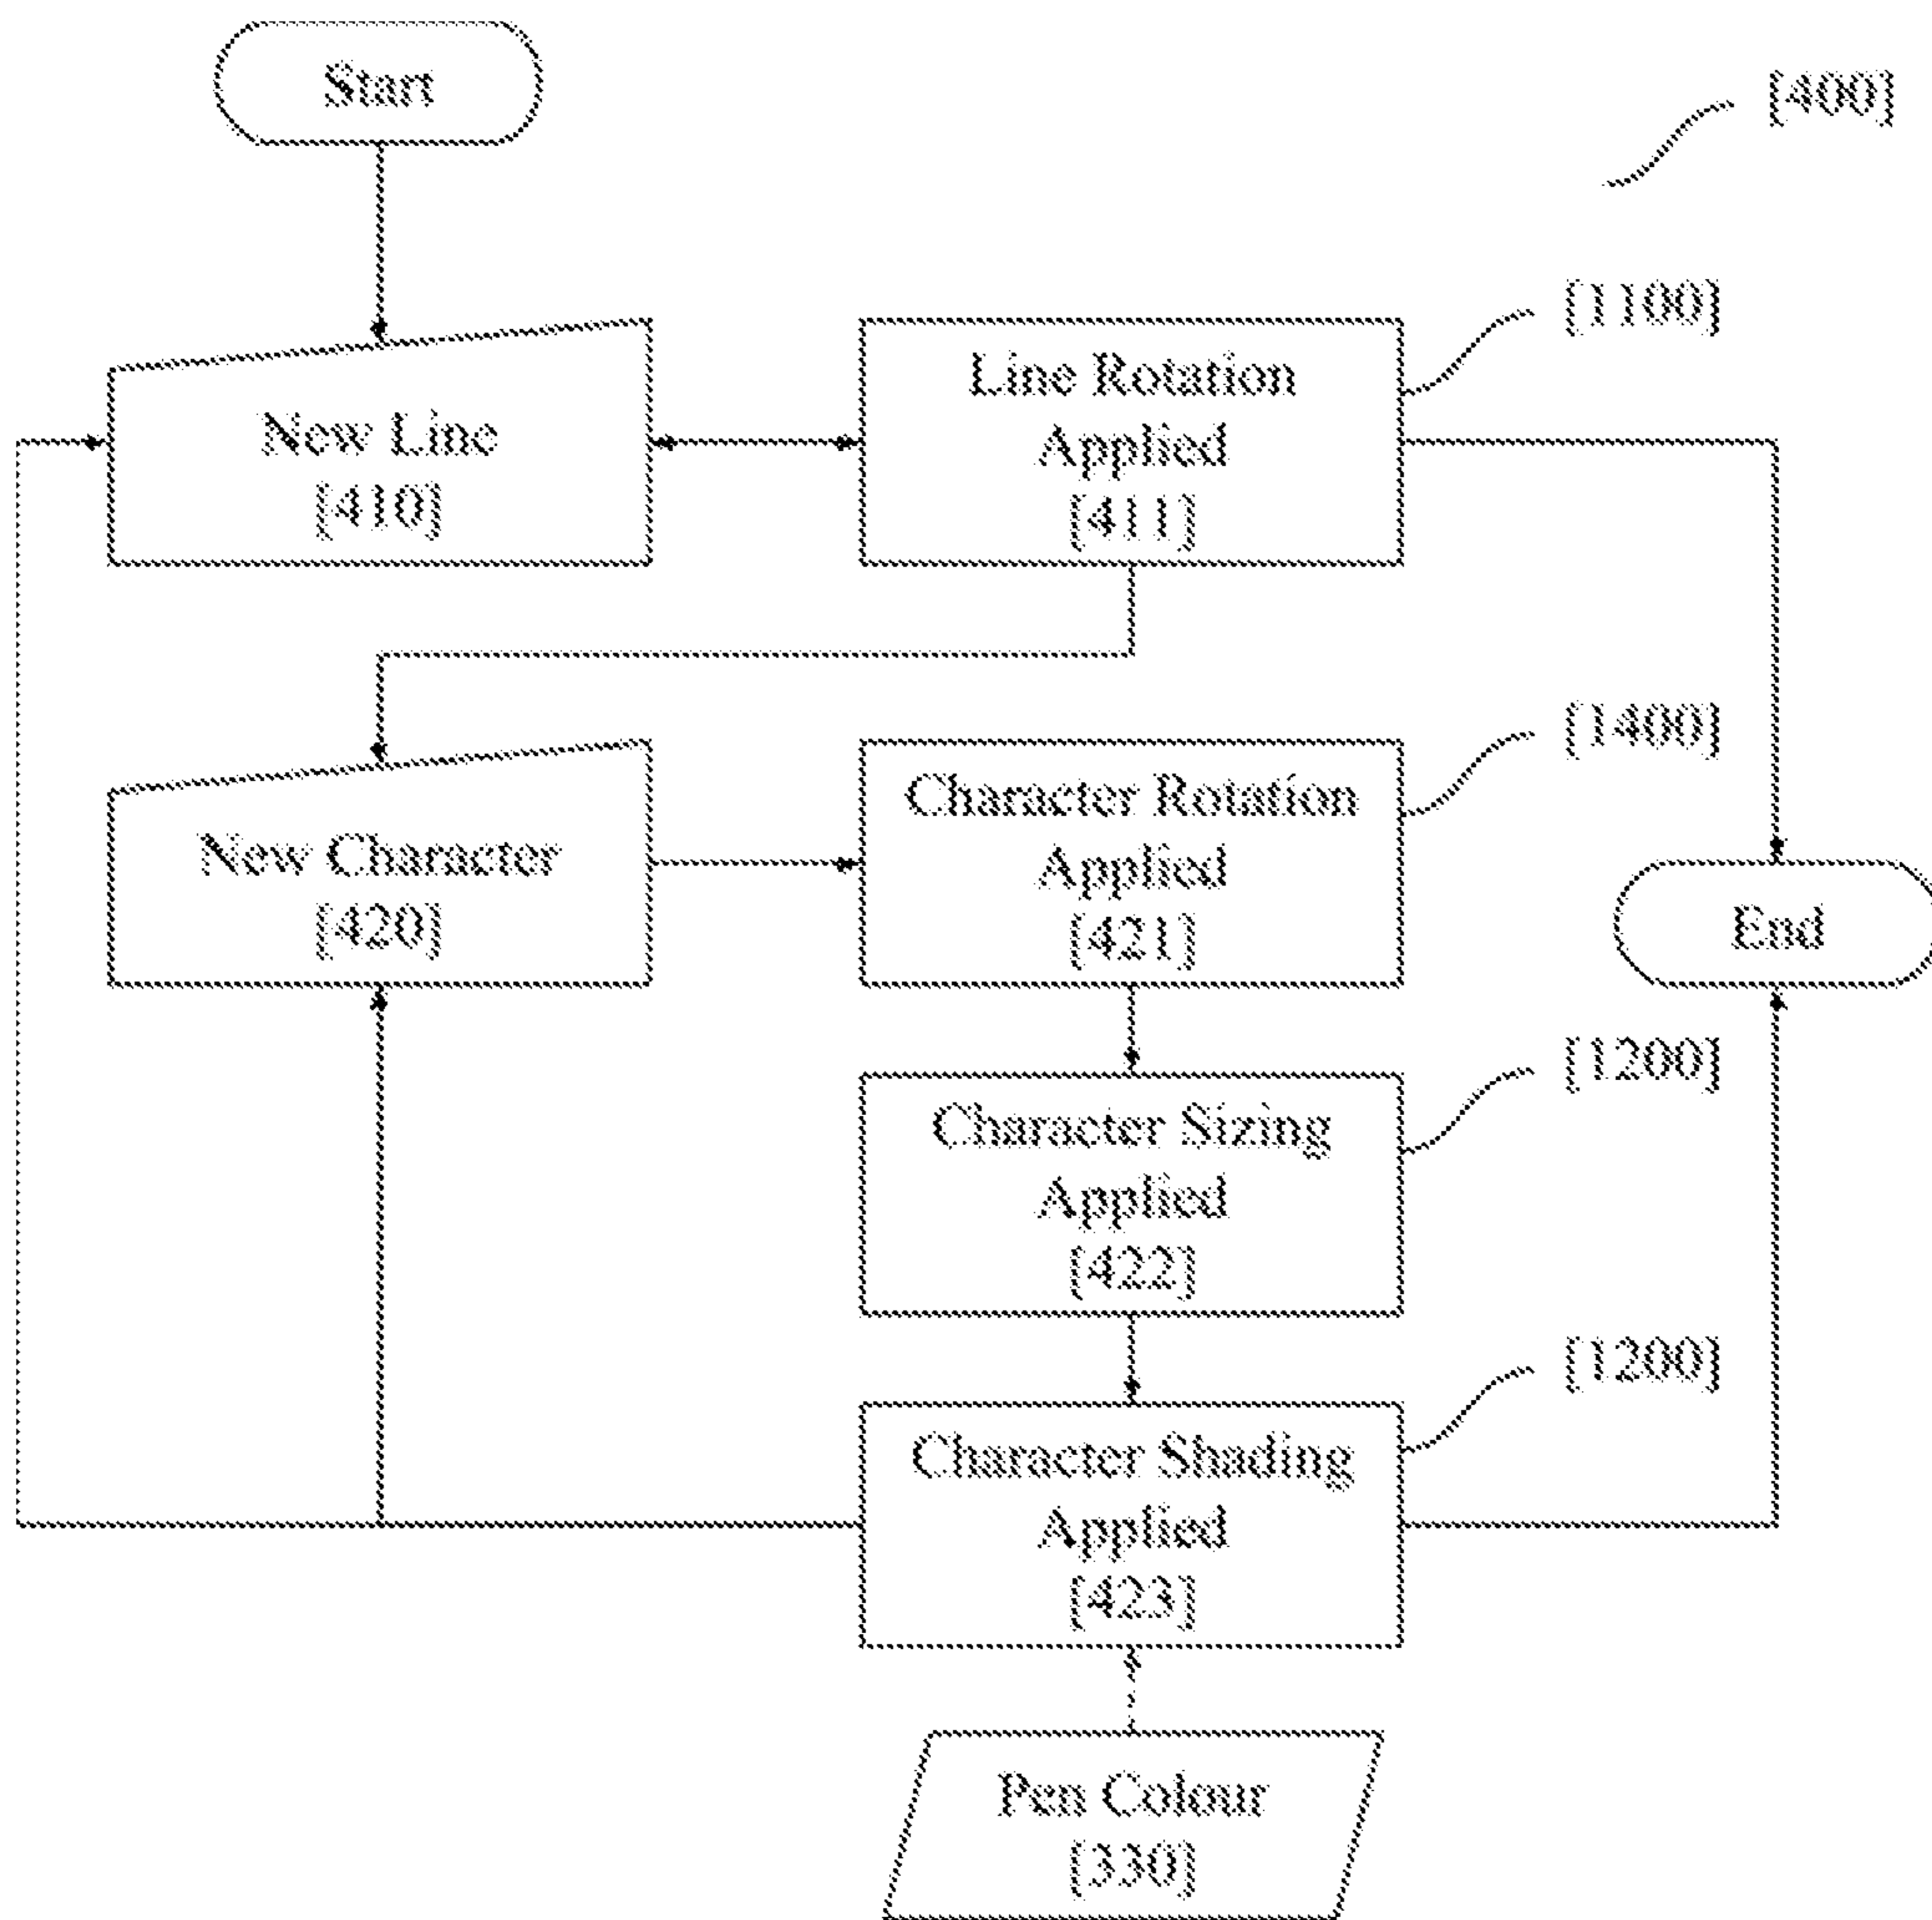 Start
[400]
[1100]
New Line
[410]
Line Rotation
Applied
[411]
[1400]
New Character
[420]
Character Rotation
Applied
[421]
End
[1200]
Character Sizing
Applied
[422]
[1200]
Character Shading
Applied
[423]
Pen Colour
[330]